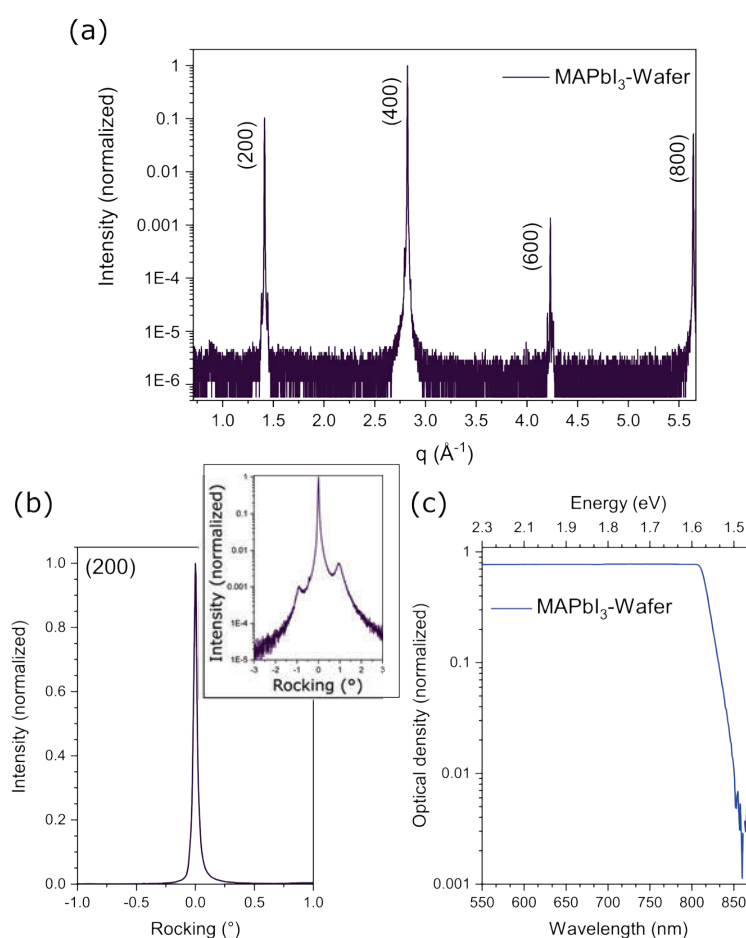 (a)
MAPbI₃-Wafer
(200)
(400)
(600)
(800)
Intensity (normalized)
1
0.1
0.01
0.001
1E-4
1E-5
1E-6
1.0 1.5 2.0 2.5 3.0 3.5 4.0 4.5 5.0 5.5
q (Å⁻¹)
(b)
(200)
Intensity (normalized)
1.0
0.8
0.6
0.4
0.2
0.0
-1.0 -0.5 0.0 0.5 1.0
Rocking (°)
Intensity (normalized)
1
0.1
0.01
0.001
1E-4
1E-5
-3 -2 -1 0 1 2 3
Rocking (°)
(c)
Energy (eV)
2.3 2.1 1.9 1.8 1.7 1.6 1.5
MAPbI₃-Wafer
Optical density (normalized)
1
0.1
0.01
0.001
550 600 650 700 750 800 850
Wavelength (nm)